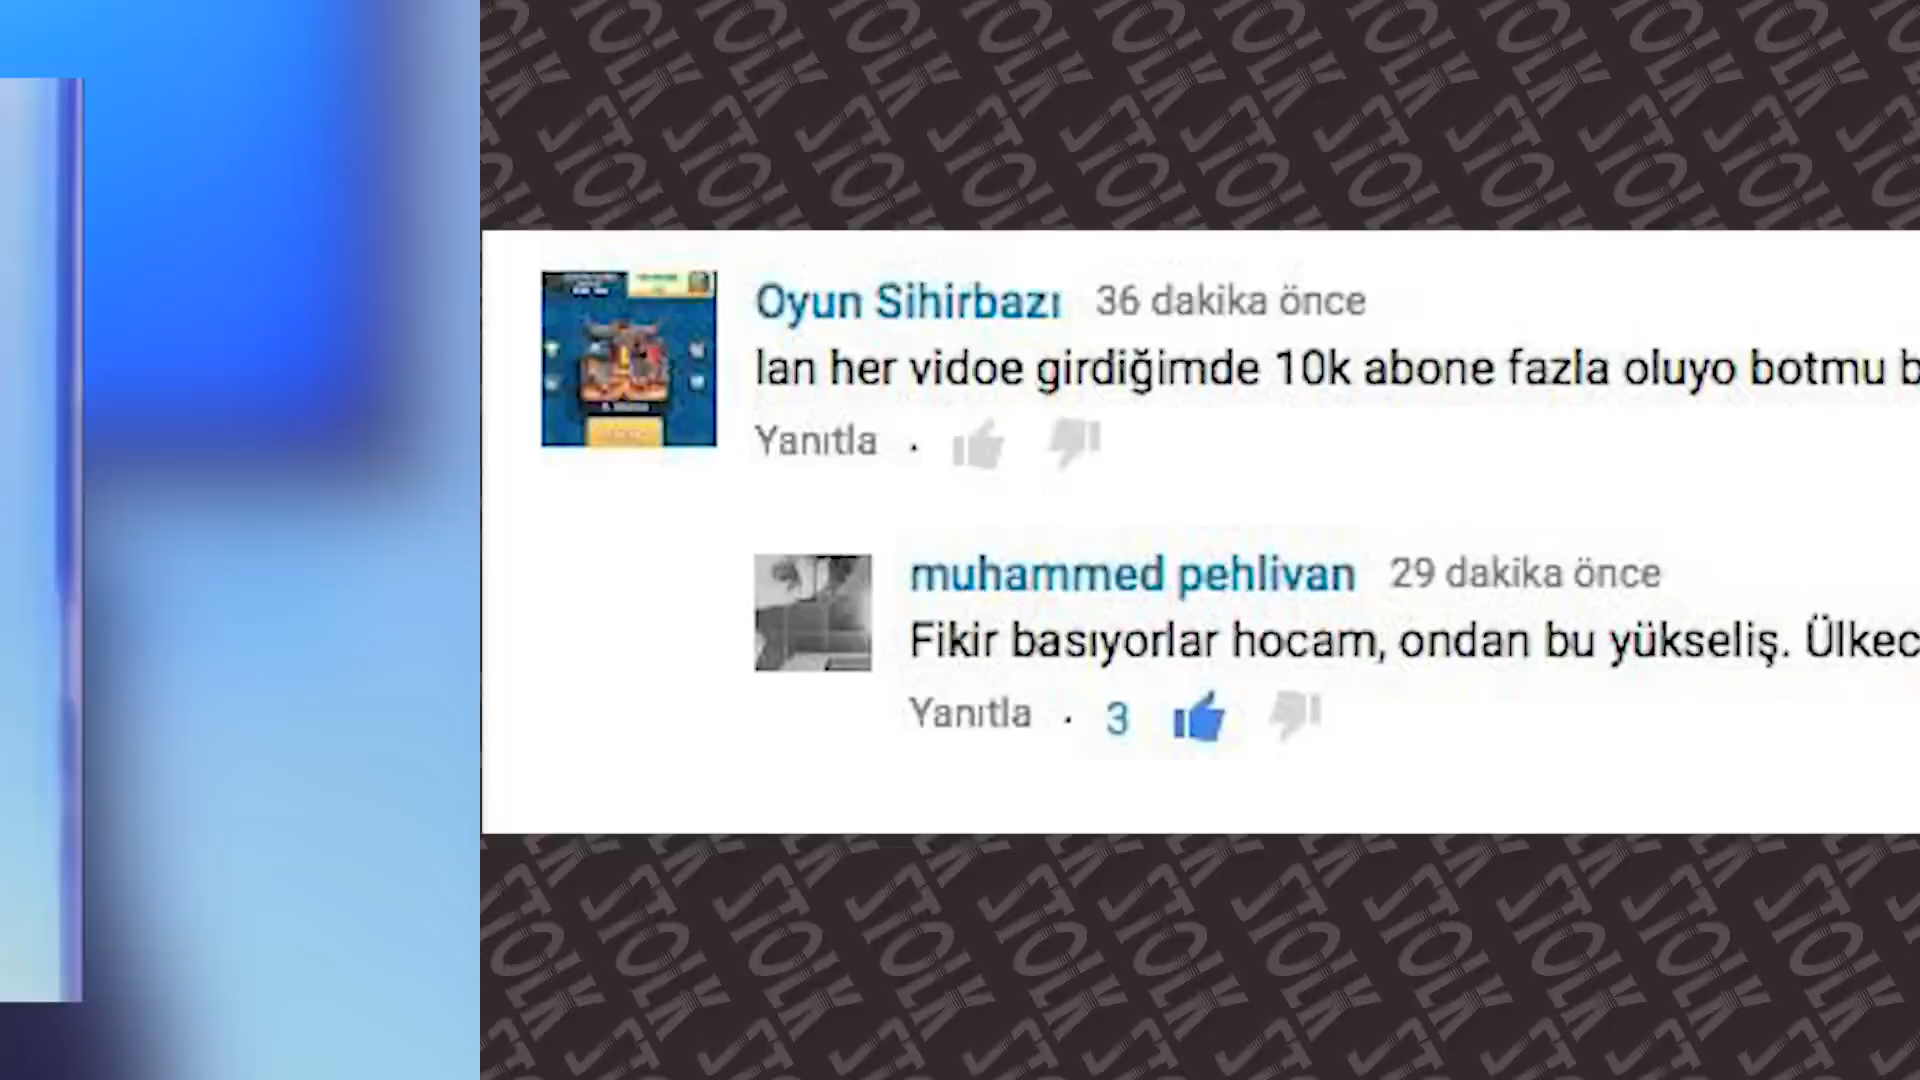 Oyun Sihirbazı 36 dakika önce
lan her vidoe girdiğimde 10k abone fazla oluyo botmu
Yanıtla
muhammed pehlivan 29 dakika önce
Fikir basıyorlar hocam, ondan bu yükseliş.
Yanıtla · 3